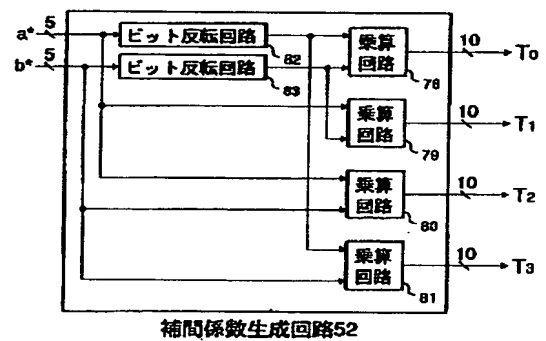 a* 5 ビット反転回路 82
b* 5 ビット反転回路 83
乗算回路 78 10 T0
乗算回路 79 10 T1
乗算回路 80 10 T2
乗算回路 81 10 T3
補間係数生成回路52